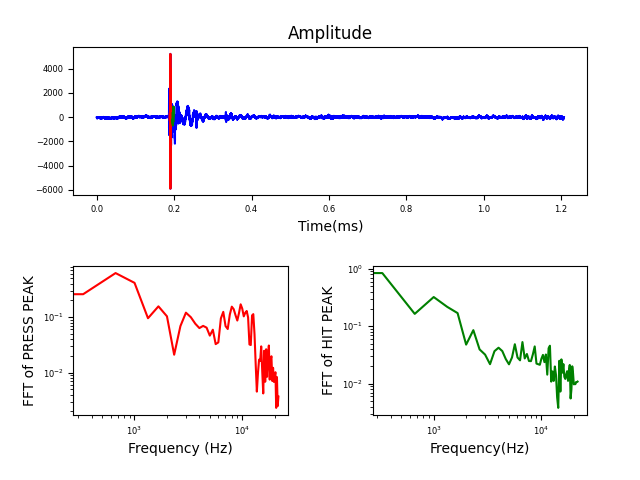 Amplitude
4000
2000
0
−2000
−4000
−6000
0.0 0.2 0.4 0.6 0.8 1.0 1.2
Time(ms)
FFT of PRESS PEAK
10⁻¹
10⁻²
10³ 10⁴
Frequency (Hz)
FFT of HIT PEAK
10⁰
10⁻¹
10⁻²
10³ 10⁴
Frequency(Hz)